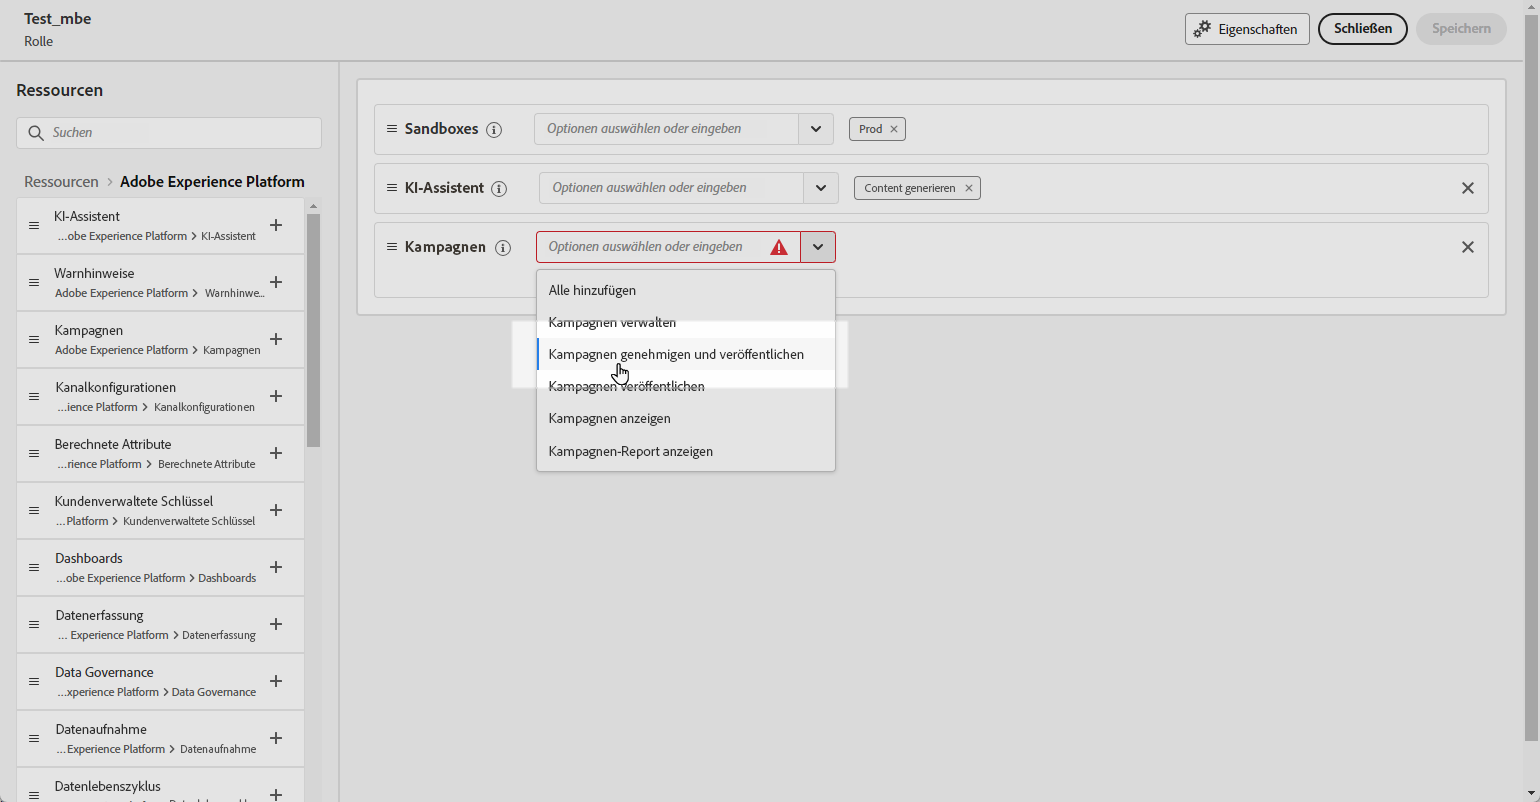 Test_mbe
Rolle
Eigenschaften
Schließen
Speichern
Ressourcen
Suchen
Ressourcen > Adobe Experience Platform
KI-Assistent
...obe Experience Platform > KI-Assistent
Warnhinweise
Adobe Experience Platform > Warnhinwe...
Kampagnen
Adobe Experience Platform > Kampagnen
Kanalkonfigurationen
...ience Platform > Kanalkonfigurationen
Berechnete Attribute
...rience Platform > Berechnete Attribute
Kundenverwaltete Schlüssel
...Platform > Kundenverwaltete Schlüssel
Dashboards
...obe Experience Platform > Dashboards
Datenerfassung
... Experience Platform > Datenerfassung
Data Governance
...xperience Platform > Data Governance
Datenaufnahme
...Experience Platform > Datenaufnahme
Datenlebenszyklus
Sandboxes
Optionen auswählen oder eingeben
Prod
KI-Assistent
Optionen auswählen oder eingeben
Content generieren
Kampagnen
Optionen auswählen oder eingeben
Alle hinzufügen
Kampagnen verwalten
Kampagnen genehmigen und veröffentlichen
Kampagnen veröffentlichen
Kampagnen anzeigen
Kampagnen-Report anzeigen